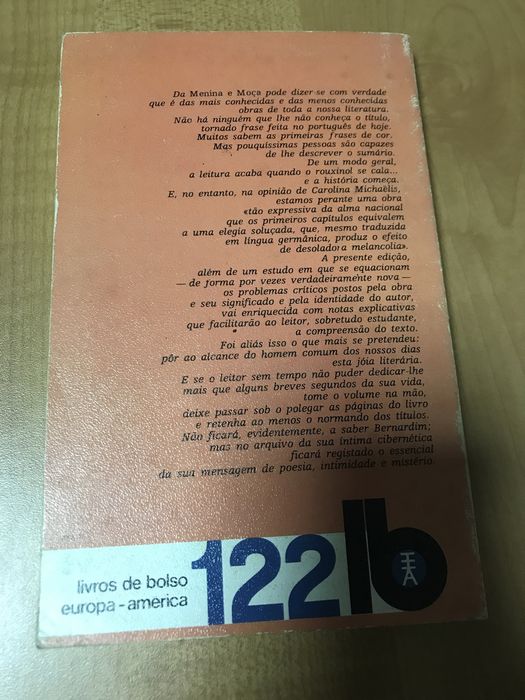 Da Menina e Moça pode dizer-se com verdade
que é das mais conhecidas e das menos conhecidas
obras de toda a nossa literatura.
Não há ninguém que lhe não conheça o título,
tornado frase feita no português de hoje.
Muitos sabem as primeiras frases de cor.
Mas pouquíssimas pessoas são capazes
de lhe descrever o sumário.
De um modo geral,
a leitura acaba quando o rouxinol se cala...
e a história começa.
E, no entanto, na opinião de Carolina Michaëlis,
estamos perante uma obra
«tão expressiva da alma nacional
que os primeiros capítulos equivalem
a uma elegia soluçada, que, mesmo traduzida
em língua germânica, produz o efeito
de desoladora melancolia».
A presente edição,
além de um estudo em que se equacionam
— de forma por vezes verdadeiramente nova —
os problemas críticos postos pela obra
e seu significado e pela identidade do autor,
vai enriquecida com notas explicativas
que facilitarão ao leitor, sobretudo estudante,
a compreensão do texto.
Foi aliás isso o que mais se pretendeu:
pôr ao alcance do homem comum dos nossos dias
esta jóia literária.
E se o leitor sem tempo não puder dedicar-lhe
mais que alguns breves segundos da sua vida,
tome o volume na mão,
deixe passar sob o polegar as páginas do livro
e retenha ao menos o normando dos títulos.
Não ficará, evidentemente, a saber Bernardim;
mas no arquivo da sua íntima cibernética
ficará registado o essencial
da sua mensagem de poesia, intimidade e mistério.
livros de bolso
europa-américa
122
lb
EA